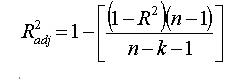 R²adj = 1 − [(1 − R²)(n − 1) / n − k − 1]